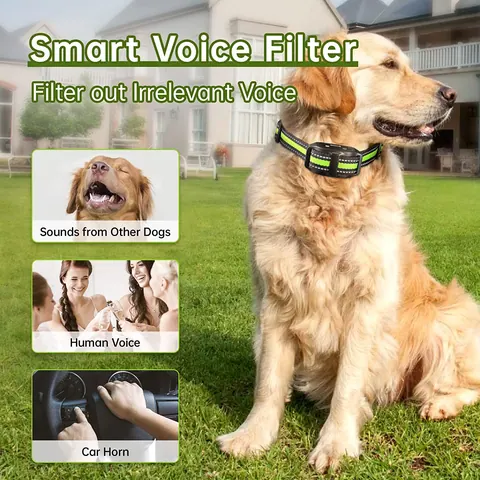 Smart Voice Filter
Filter out Irrelevant Voice
Sounds from Other Dogs
Human Voice
Car Horn